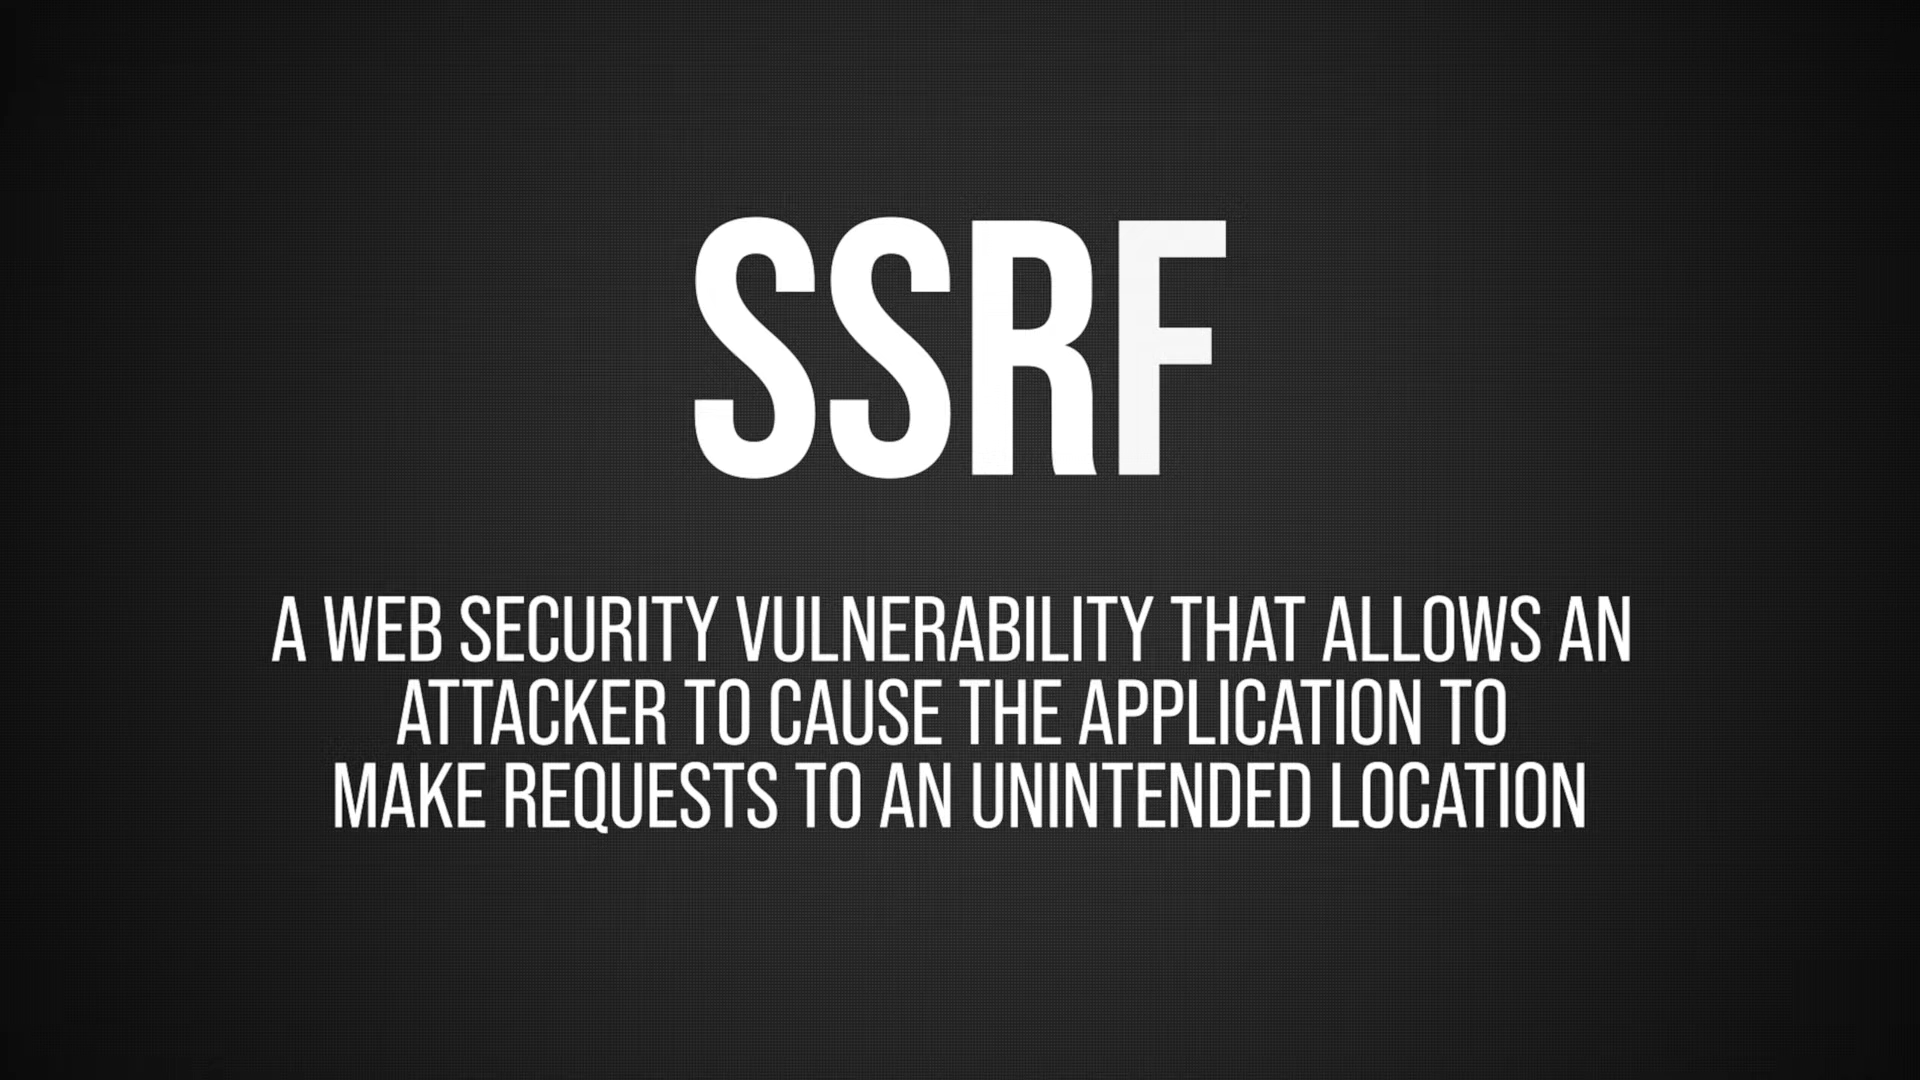 SSRF
A WEB SECURITY VULNERABILITY THAT ALLOWS AN
ATTACKER TO CAUSE THE APPLICATION TO
MAKE REQUESTS TO AN UNINTENDED LOCATION